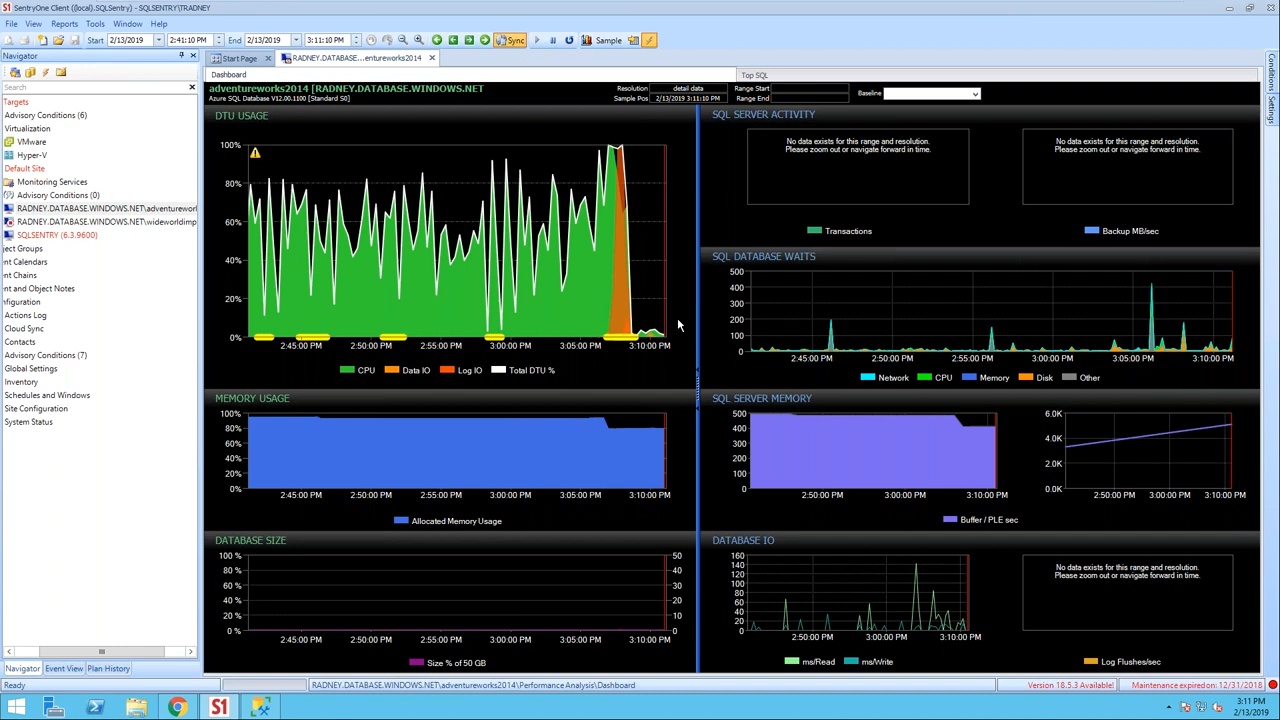 SentryOne Client ((local).SQLSentry) - SQLSENTRY\TRADNEY
File View Reports Tools Window Help
Start 2/13/2019 2:41:10 PM End 2/13/2019 3:11:10 PM Sync Sample
Navigator
Search
Targets
Advisory Conditions (6)
Virtualization
VMware
Hyper-V
Default Site
Monitoring Services
Advisory Conditions (0)
RADNEY.DATABASE.WINDOWS.NET\adventurewor
RADNEY.DATABASE.WINDOWS.NET\wideworldimp
SQLSENTRY (6.3.9600)
ject Groups
ent Calendars
ent Chains
ent and Object Notes
nfiguration
Actions Log
Cloud Sync
Contacts
Advisory Conditions (7)
Global Settings
Inventory
Schedules and Windows
Site Configuration
System Status
Navigator Event View Plan History
Start Page RADNEY.DATABASE...entureworks2014
Dashboard Top SQL
adventureworks2014 [RADNEY.DATABASE.WINDOWS.NET
Azure SQL Database V12.00.1100 [Standard S0]
Resolution detail data Range Start Baseline
Sample Pos 2/13/2019 3:11:10 PM Range End
DTU USAGE
100%
80%
60%
40%
20%
0%
2:45:00 PM 2:50:00 PM 2:55:00 PM 3:00:00 PM 3:05:00 PM 3:10:00 PM
CPU Data IO Log IO Total DTU %
MEMORY USAGE
100%
80%
60%
40%
20%
0%
2:45:00 PM 2:50:00 PM 2:55:00 PM 3:00:00 PM 3:05:00 PM 3:10:00 PM
Allocated Memory Usage
DATABASE SIZE
100 % 50
80 % 40
60 % 30
40 % 20
20 % 10
0 % 0
2:45:00 PM 2:50:00 PM 2:55:00 PM 3:00:00 PM 3:05:00 PM 3:10:00 PM
Size % of 50 GB
SQL SERVER ACTIVITY
No data exists for this range and resolution.
Please zoom out or navigate forward in time.
Transactions
No data exists for this range and resolution.
Please zoom out or navigate forward in time.
Backup MB/sec
SQL DATABASE WAITS
500
400
300
200
100
0
2:45:00 PM 2:50:00 PM 2:55:00 PM 3:00:00 PM 3:05:00 PM 3:10:00 PM
Network CPU Memory Disk Other
SQL SERVER MEMORY
500
400
300
200
100
0
2:50:00 PM 3:00:00 PM 3:10:00 PM
6.0K
4.0K
2.0K
0.0K
2:50:00 PM 3:00:00 PM 3:10:00 PM
Buffer / PLE sec
DATABASE IO
160
140
120
100
80
60
40
20
0
2:50:00 PM 3:00:00 PM 3:10:00 PM
ms/Read ms/Write
No data exists for this range and resolution.
Please zoom out or navigate forward in time.
Log Flushes/sec
Conditions
Settings
Ready RADNEY.DATABASE.WINDOWS.NET\adventureworks2014\Performance Analysis\Dashboard Version 18.5.3 Available! Maintenance expired on: 12/31/2018
S1
3:11 PM
2/13/2019